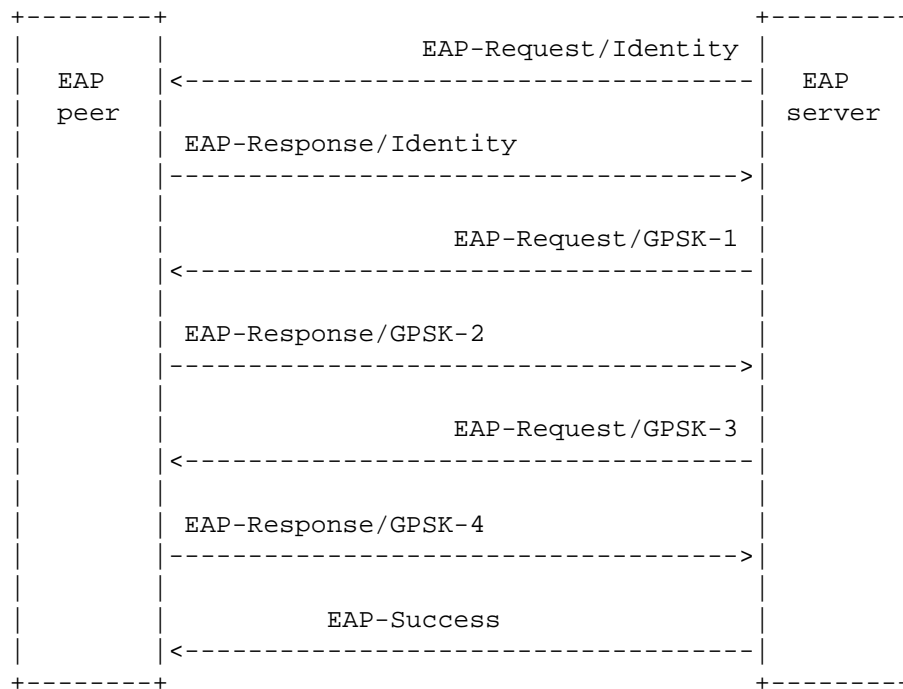 EAP-Request/Identity
EAP EAP
peer server
EAP-Response/Identity
EAP-Request/GPSK-1
EAP-Response/GPSK-2
EAP-Request/GPSK-3
EAP-Response/GPSK-4
EAP-Success